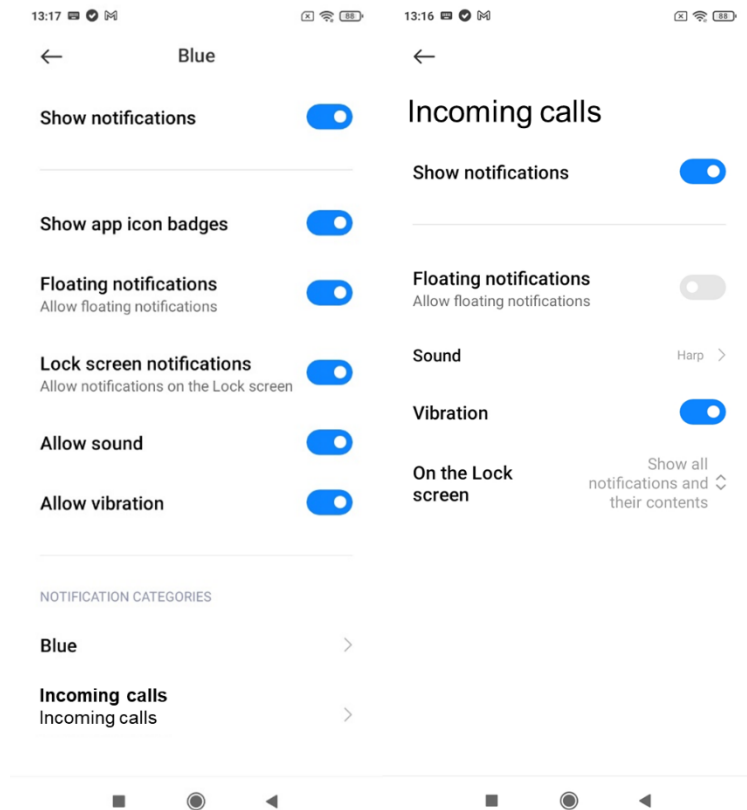 13:17
88
Blue
Show notifications
Show app icon badges
Floating notifications
Allow floating notifications
Lock screen notifications
Allow notifications on the Lock screen
Allow sound
Allow vibration
NOTIFICATION CATEGORIES
Blue
Incoming calls
Incoming calls
13:16
88
Incoming calls
Show notifications
Floating notifications
Allow floating notifications
Sound
Harp
Vibration
On the Lock
screen
Show all
notifications and
their contents